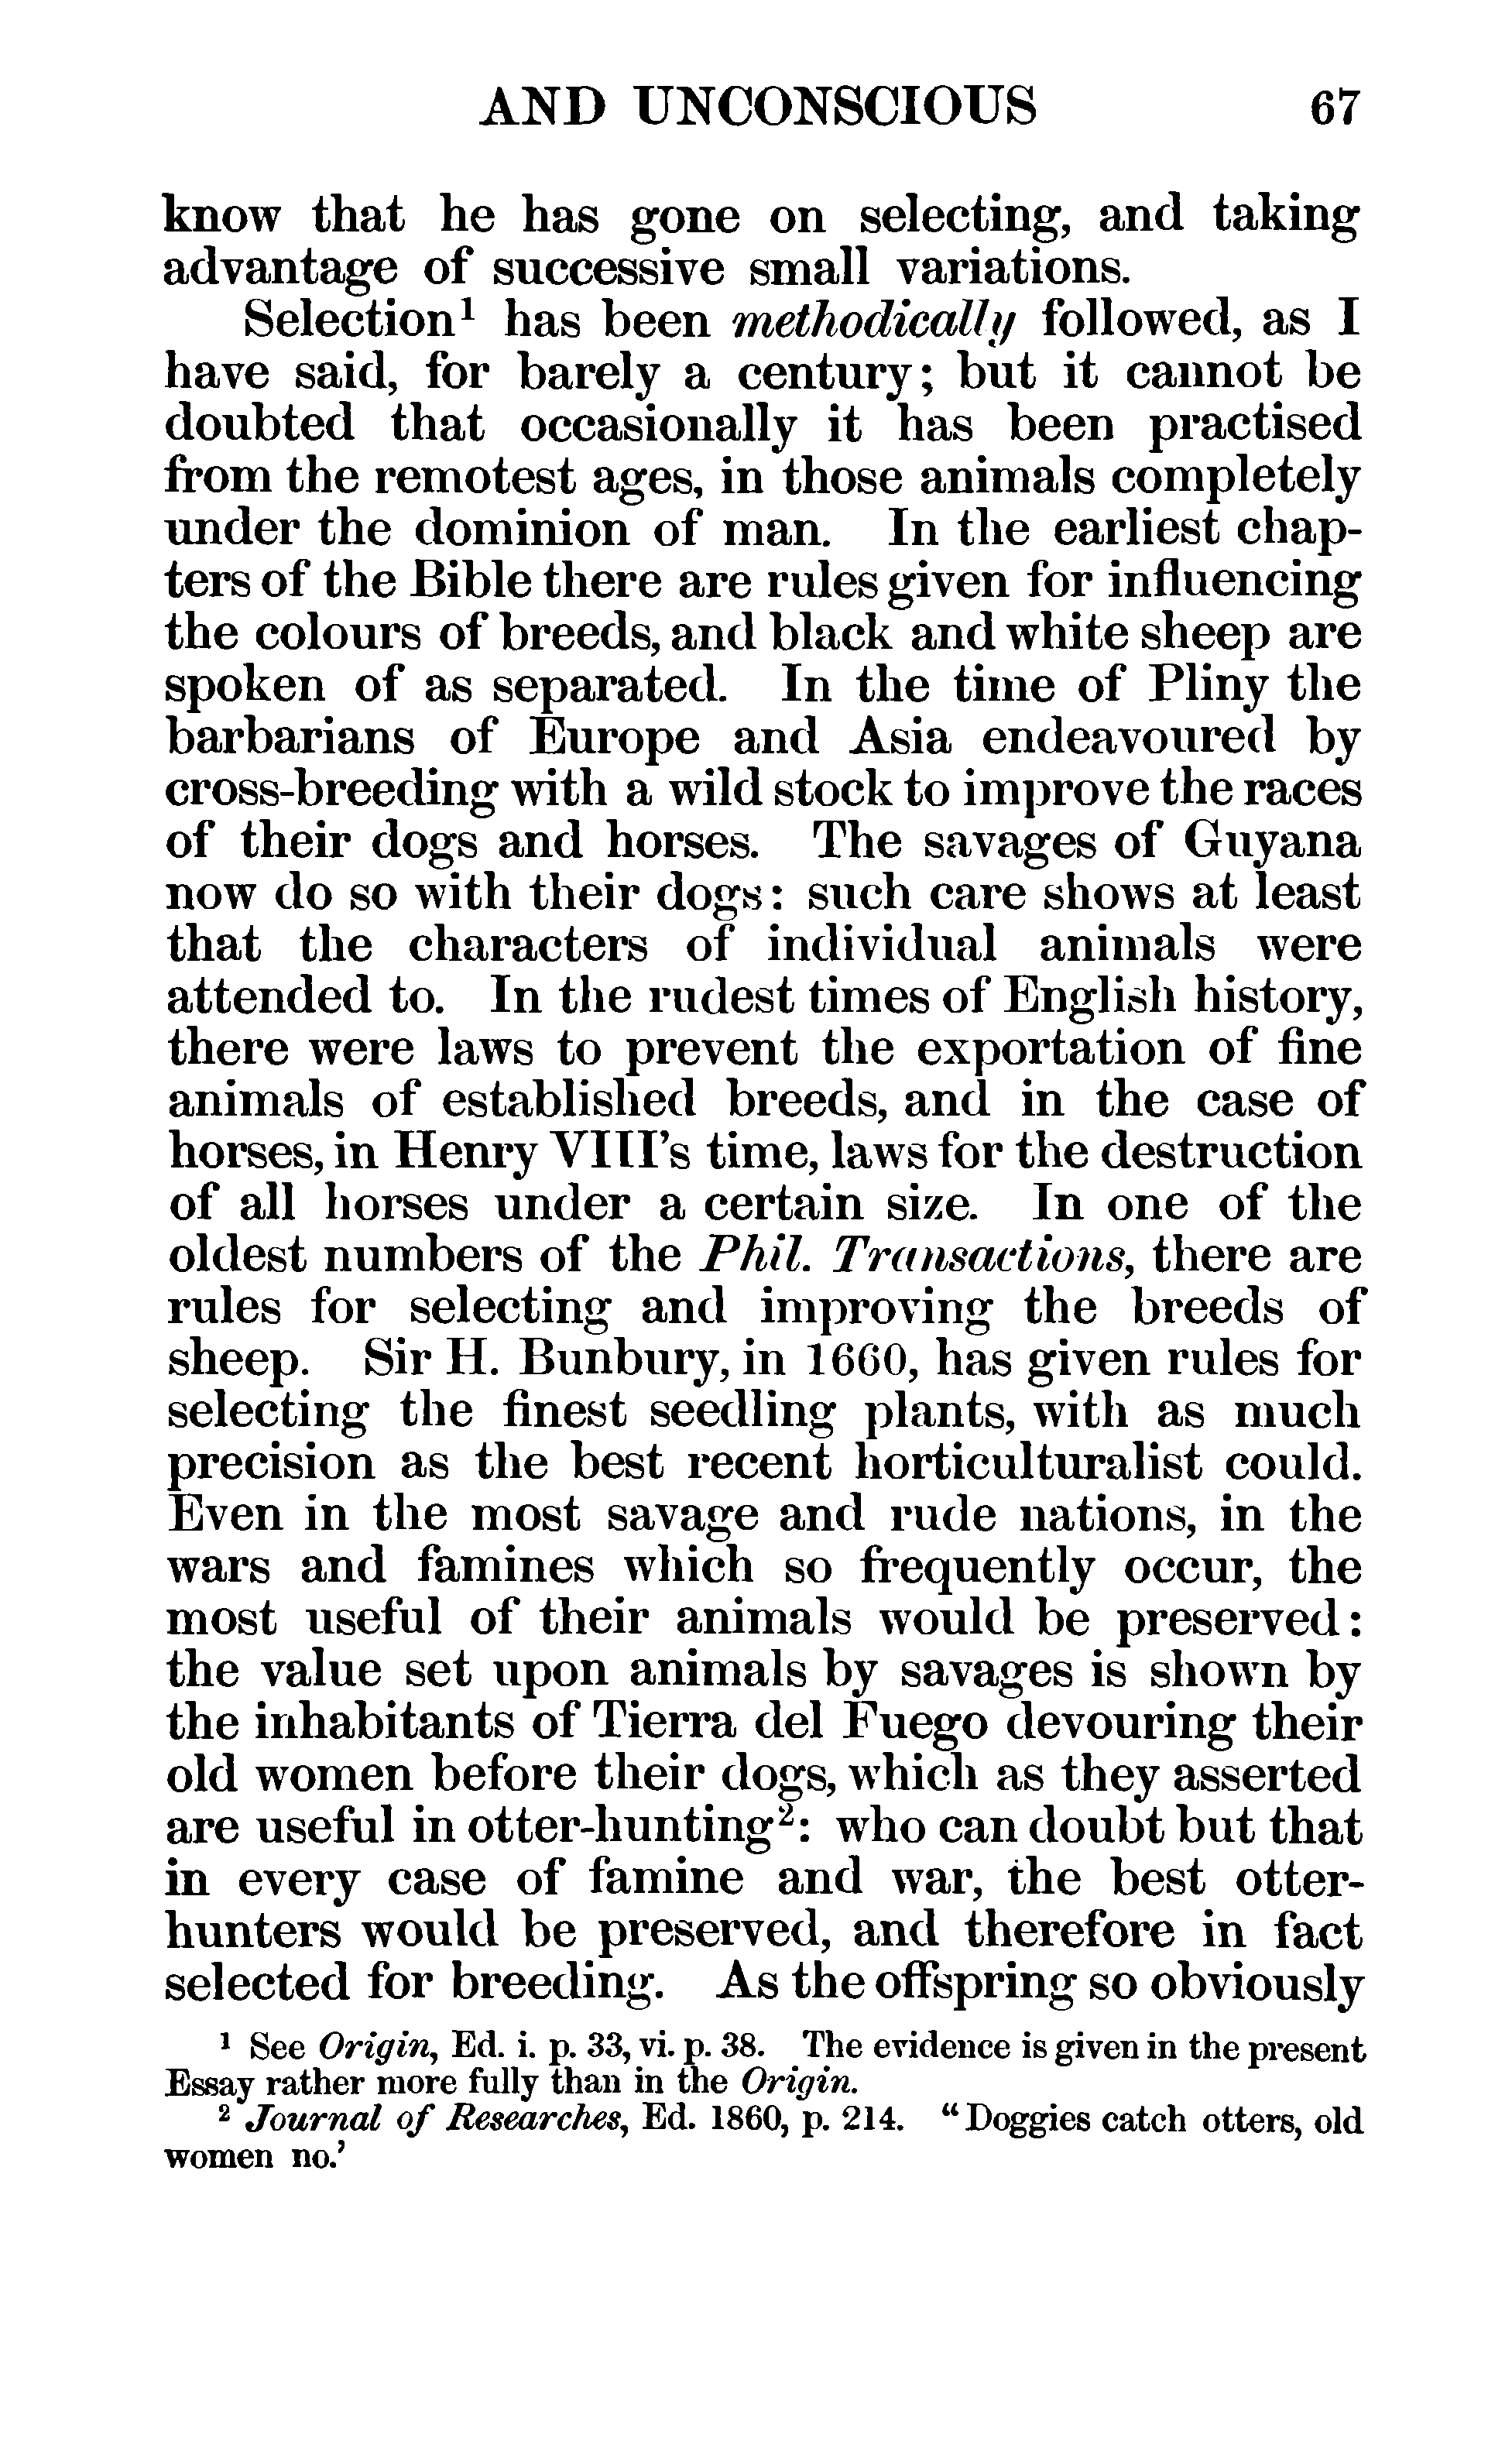 AND UNCONSCIOUS 67
know that he has gone on selecting, and taking
advantage of successive small variations.
Selection¹ has been methodically followed, as I
have said, for barely a century; but it cannot be
doubted that occasionally it has been practised
from the remotest ages, in those animals completely
under the dominion of man. In the earliest chap-
ters of the Bible there are rules given for influencing
the colours of breeds, and black and white sheep are
spoken of as separated. In the time of Pliny the
barbarians of Europe and Asia endeavoured by
cross-breeding with a wild stock to improve the races
of their dogs and horses. The savages of Guyana
now do so with their dogs: such care shows at least
that the characters of individual animals were
attended to. In the rudest times of English history,
there were laws to prevent the exportation of fine
animals of established breeds, and in the case of
horses, in Henry VIII's time, laws for the destruction
of all horses under a certain size. In one of the
oldest numbers of the Phil. Transactions, there are
rules for selecting and improving the breeds of
sheep. Sir H. Bunbury, in 1660, has given rules for
selecting the finest seedling plants, with as much
precision as the best recent horticulturalist could.
Even in the most savage and rude nations, in the
wars and famines which so frequently occur, the
most useful of their animals would be preserved:
the value set upon animals by savages is shown by
the inhabitants of Tierra del Fuego devouring their
old women before their dogs, which as they asserted
are useful in otter-hunting²: who can doubt but that
in every case of famine and war, the best otter-
hunters would be preserved, and therefore in fact
selected for breeding. As the offspring so obviously
¹ See Origin, Ed. i. p. 33, vi. p. 38. The evidence is given in the present
Essay rather more fully than in the Origin.
² Journal of Researches, Ed. 1860, p. 214. “Doggies catch otters, old
women no.’